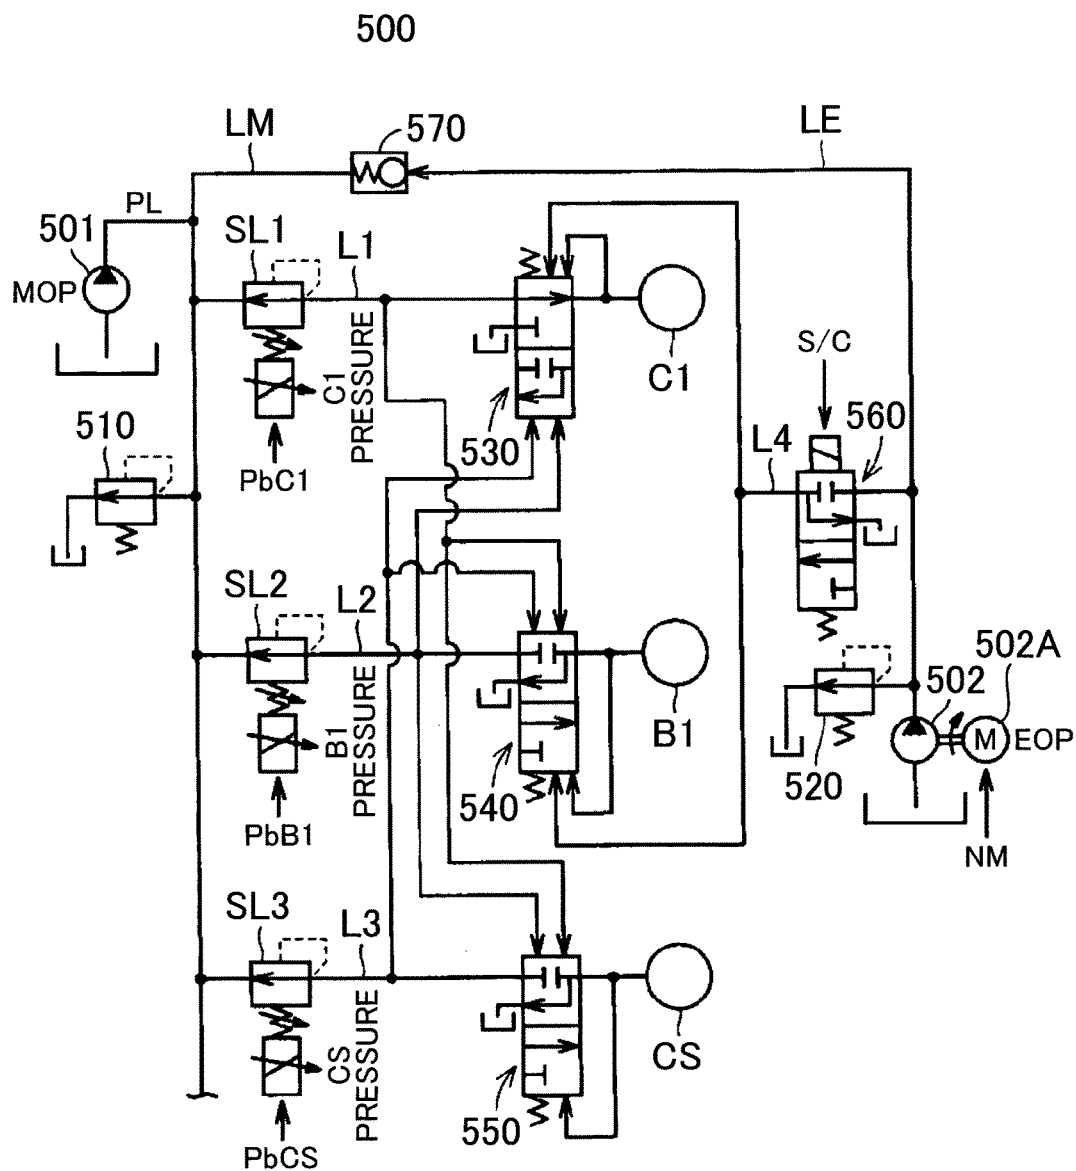 500
LM
570
LE
PL
501
SL1
L1
MOP
S/C
C1
PRESSURE
C1
510
530
L4
560
PbC1
SL2
L2
502A
502
B1
PRESSURE
B1
M
EOP
540
520
PbB1
NM
SL3
L3
CS
PRESSURE
CS
550
PbCS